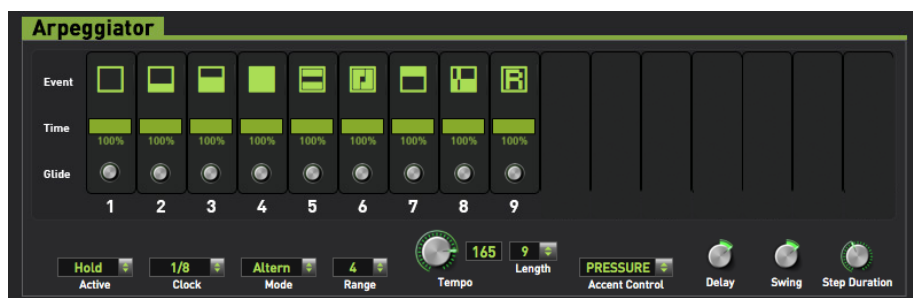 Arpeggiator
Event
R
Time
100% 100% 100% 100% 100% 100% 100% 100% 100%
Glide
1 2 3 4 5 6 7 8 9
Hold 1/8 Altern 4 165 9 PRESSURE
Active Clock Mode Range Tempo Length Accent Control Delay Swing Step Duration